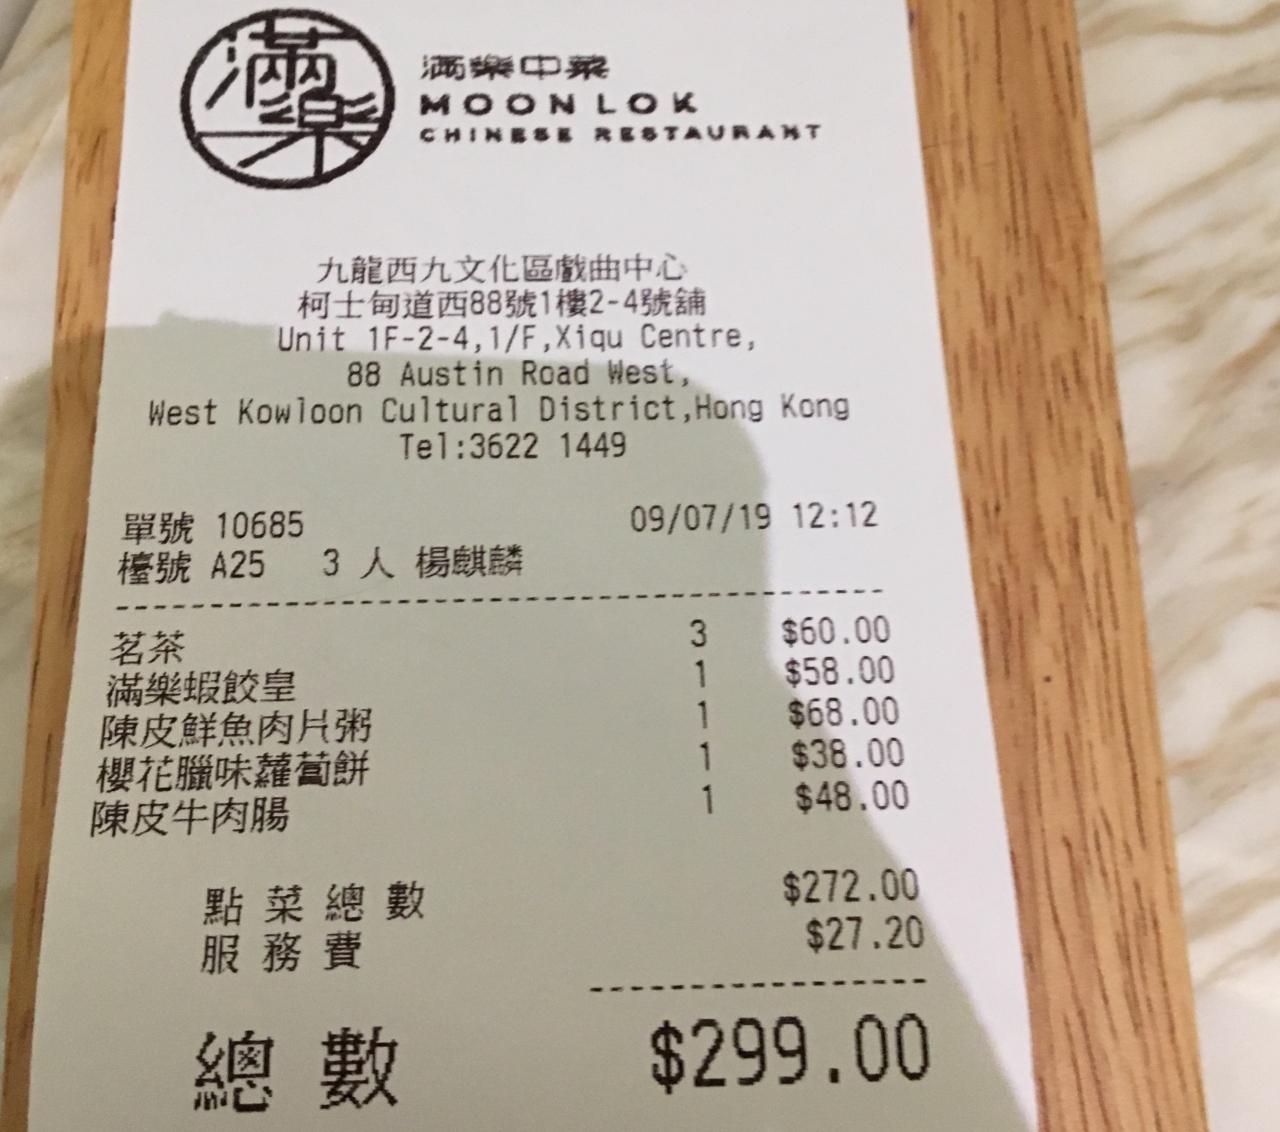 滿樂
滿樂中菜
MOON LOK
CHINESE RESTAURANT
九龍西九文化區戲曲中心
柯士甸道西88號1樓2-4號舖
Unit 1F-2-4,1/F,Xiqu Centre,
88 Austin Road West,
West Kowloon Cultural District,Hong Kong
Tel:3622 1449
單號 10685 09/07/19 12:12
檯號 A25 3 人 楊麒麟
茗茶 3 $60.00
滿樂蝦餃皇 1 $58.00
陳皮鮮魚肉片粥 1 $68.00
櫻花臘味蘿蔔餅 1 $38.00
陳皮牛肉腸 1 $48.00
點菜總數 $272.00
服務費 $27.20
總數 $299.00